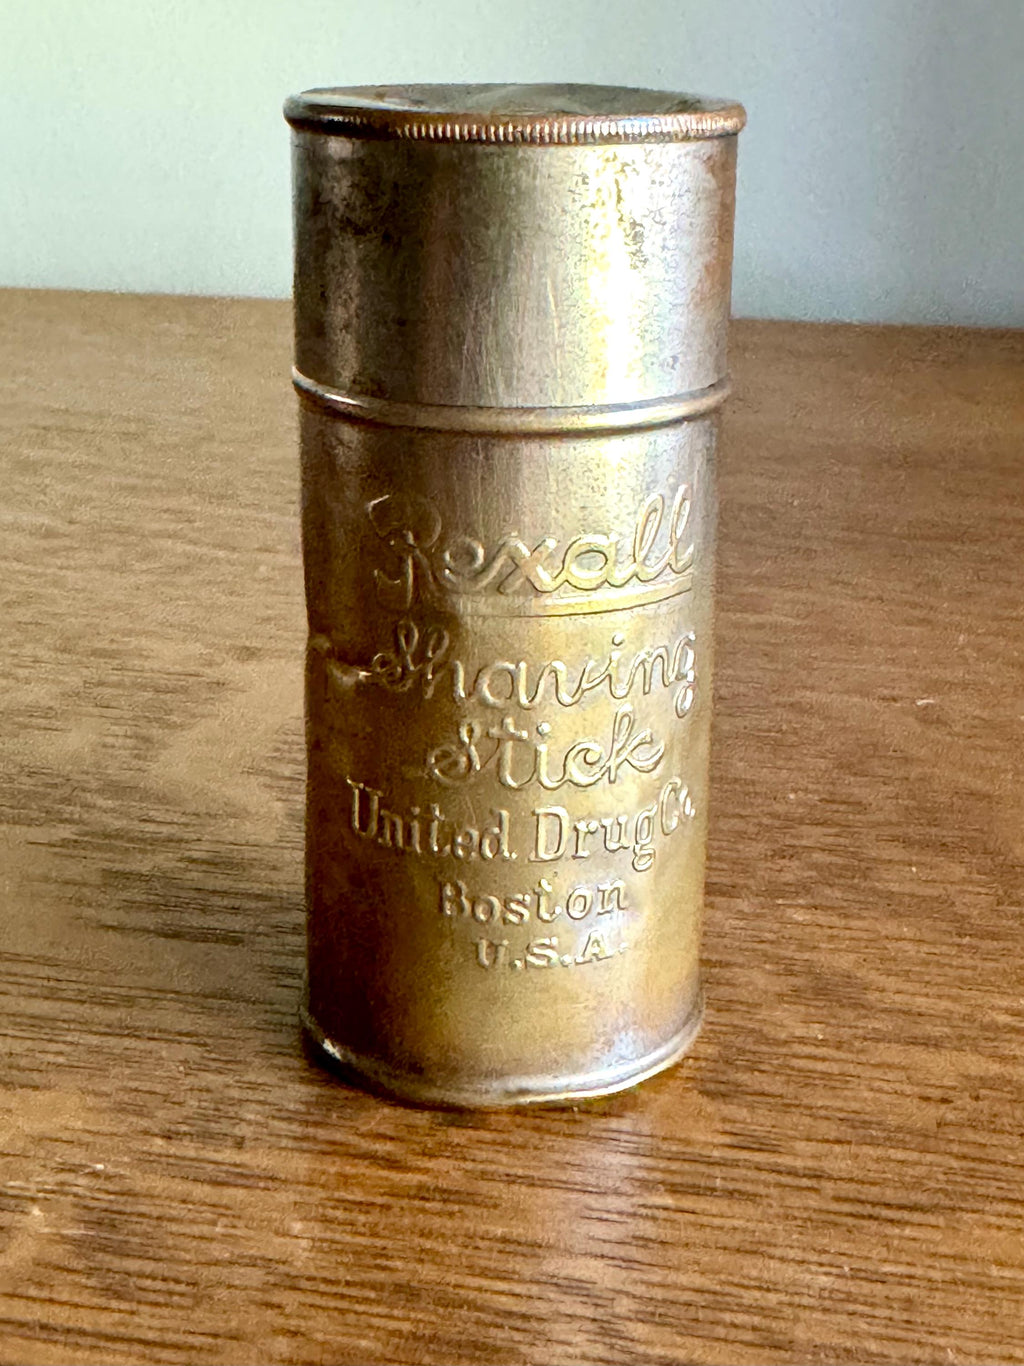 Rexall
Shaving
Stick
United Drug Co.
Boston
U.S.A.